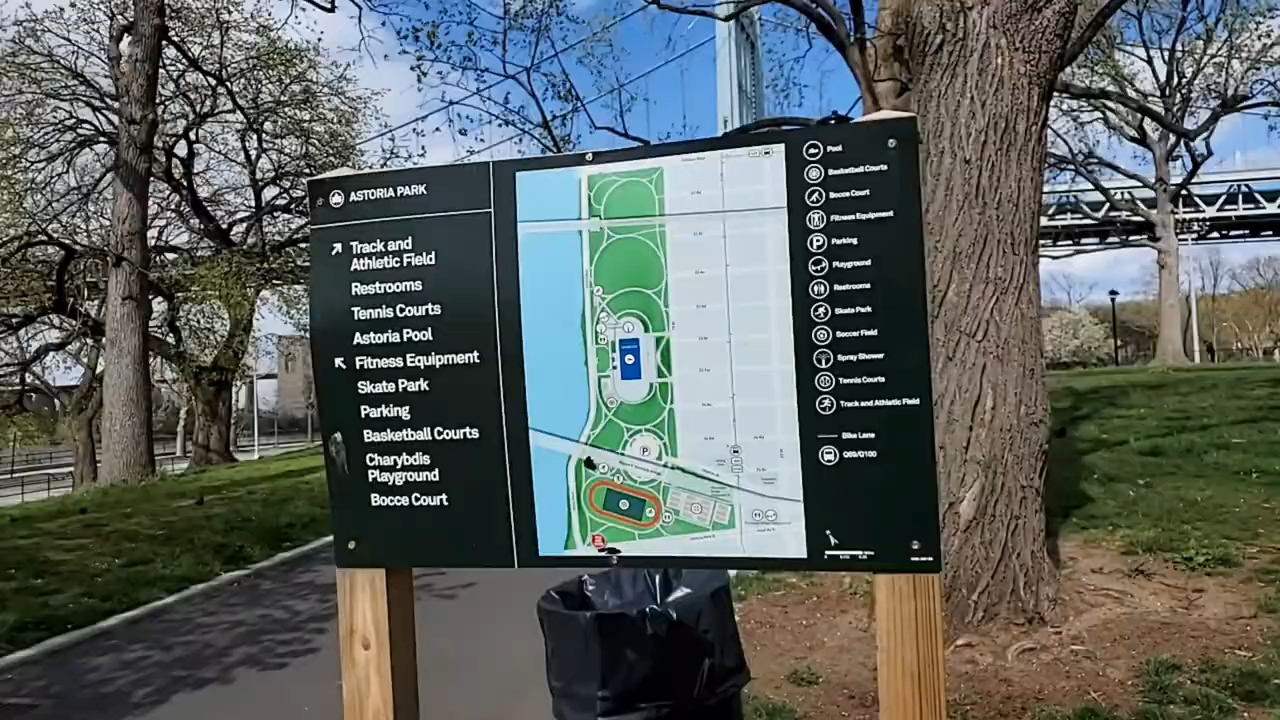 ASTORIA PARK
Track and
Athletic Field
Restrooms
Tennis Courts
Astoria Pool
Fitness Equipment
Skate Park
Parking
Basketball Courts
Charybdis
Playground
Bocce Court
P
Pool
Basketball Courts
Bocce Court
Fitness Equipment
P Parking
Playground
Restrooms
Skate Park
Soccer Field
Spray Shower
Tennis Courts
Track and Athletic Field
Bike Lane
Q69/Q100